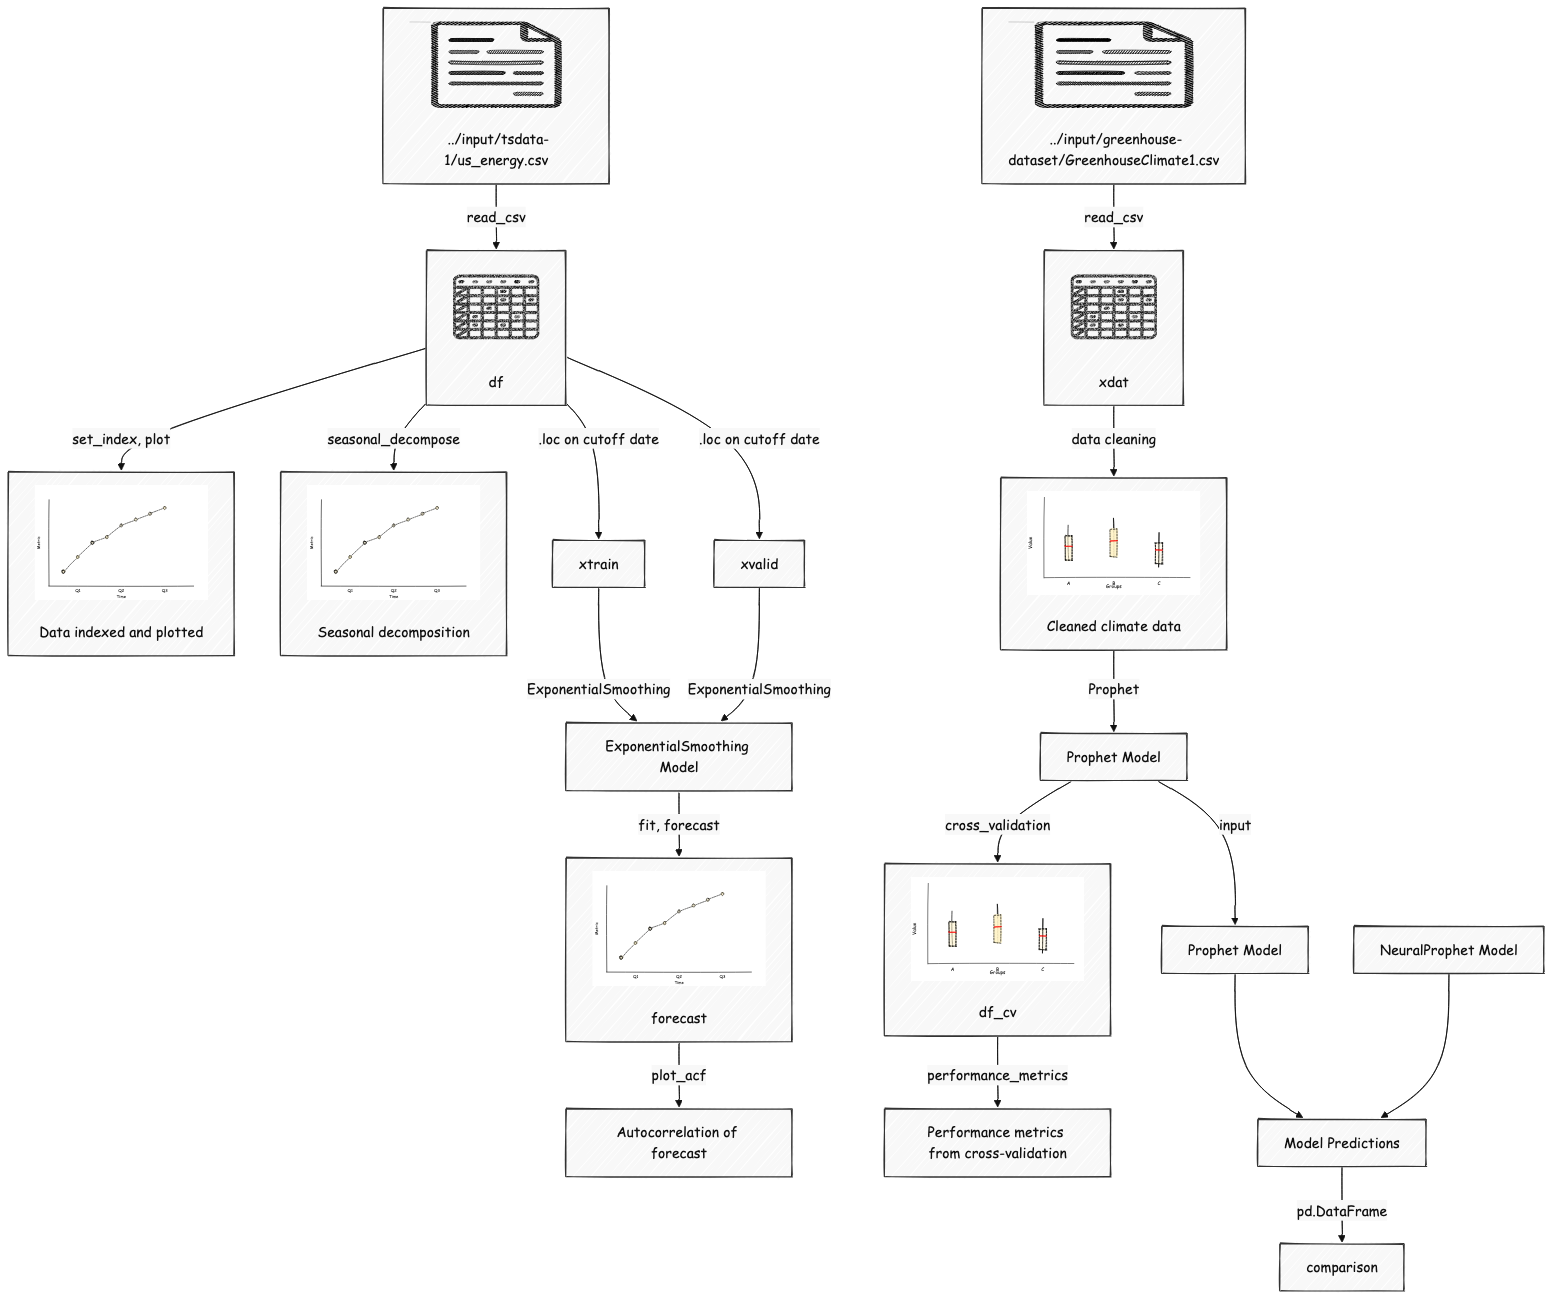 ../input/tsdata-
1/us_energy.csv
../input/greenhouse-
dataset/GreenhouseClimate1.csv
read_csv
read_csv
df
xdat
set_index, plot
seasonal_decompose
.loc on cutoff date
.loc on cutoff date
data cleaning
Metric
Q1
Q2
Q3
Time
Data indexed and plotted
Metric
Q1
Q2
Q3
Time
Seasonal decomposition
xtrain
xvalid
Value
A
B
C
Groups
Cleaned climate data
ExponentialSmoothing
ExponentialSmoothing
Prophet
ExponentialSmoothing
Model
Prophet Model
fit, forecast
cross_validation
input
Metric
Q1
Q2
Q3
Time
forecast
Value
A
B
C
Groups
df_cv
Prophet Model
NeuralProphet Model
plot_acf
performance_metrics
Autocorrelation of
forecast
Performance metrics
from cross-validation
Model Predictions
pd.DataFrame
comparison